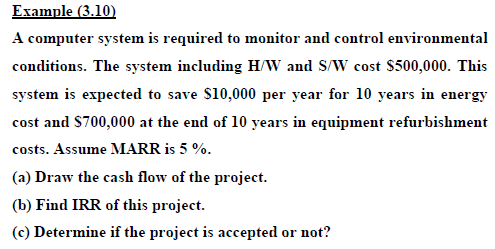 Example (3.10)
A computer system is required to monitor and control environmental
conditions. The system including H/W and S/W cost $500,000. This
system is expected to save $10,000 per year for 10 years in energy
cost and $700,000 at the end of 10 years in equipment refurbishment
costs. Assume MARR is 5 %.
(a) Draw the cash flow of the project.
(b) Find IRR of this project.
(c) Determine if the project is accepted or not?